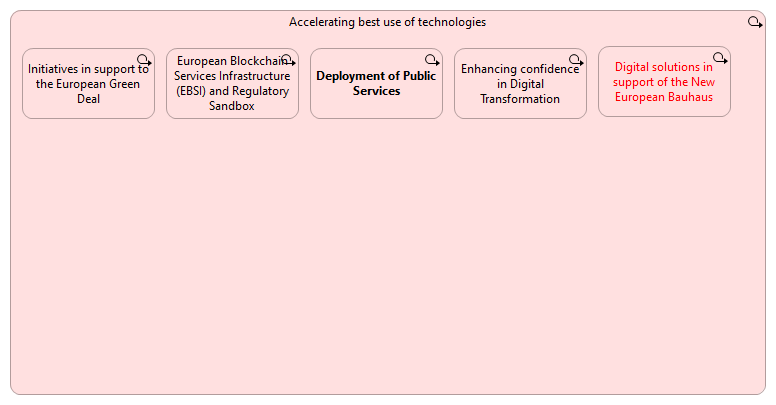 Accelerating best use of technologies
Initiatives in support to
the European Green
Deal
European Blockchain
Services Infrastructure
(EBSI) and Regulatory
Sandbox
Deployment of Public
Services
Enhancing confidence
in Digital
Transformation
Digital solutions in
support of the New
European Bauhaus